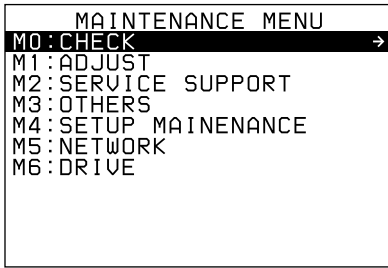 MAINTENANCE MENU
M0:CHECK →
M1:ADJUST
M2:SERVICE SUPPORT
M3:OTHERS
M4:SETUP MAINENANCE
M5:NETWORK
M6:DRIVE